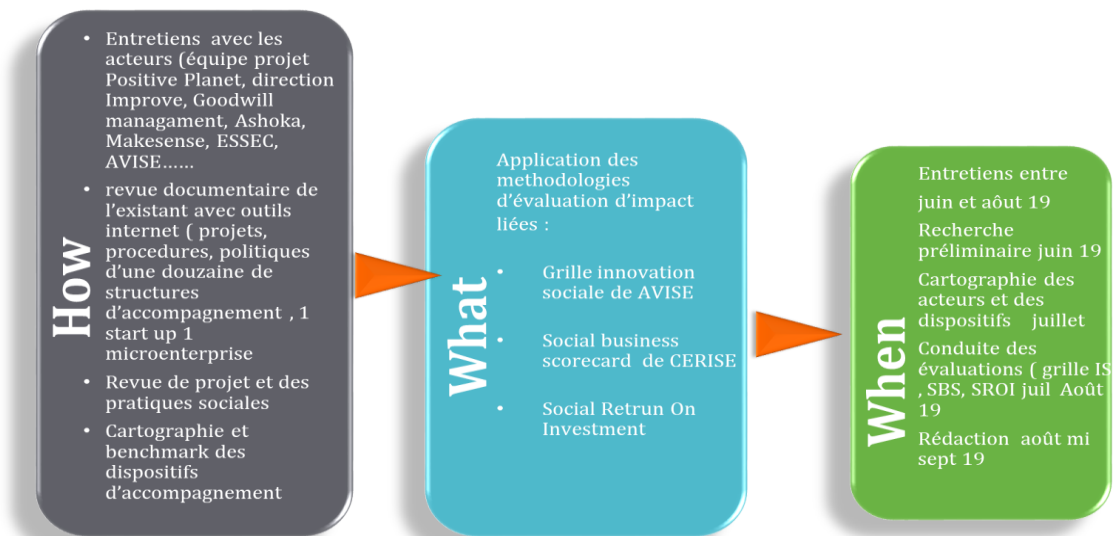 How
• Entretiens avec les
acteurs (équipe projet
Positive Planet, direction
Improve, Goodwill
managament, Ashoka,
Makesense, ESSEC,
AVISE……
• revue documentaire de
l'existant avec outils
internet ( projets,
procedures, politiques
d'une douzaine de
structures
d'accompagnement , 1
start up 1
microenterprise
• Revue de projet et des
pratiques sociales
• Cartographie et
benchmark des
dispositifs
d'accompagnement
What
Application des
methodologies
d'évaluation d'impact
liées :
• Grille innovation
sociale de AVISE
• Social business
scorecard de CERISE
• Social Retrun On
Investment
When
Entretiens entre
juin et aôut 19
Recherche
préliminaire juin 19
Cartographie des
acteurs et des
dispositifs juillet
Conduite des
évaluations ( grille IS
, SBS, SROI juil Août
19
Rédaction août mi
sept 19